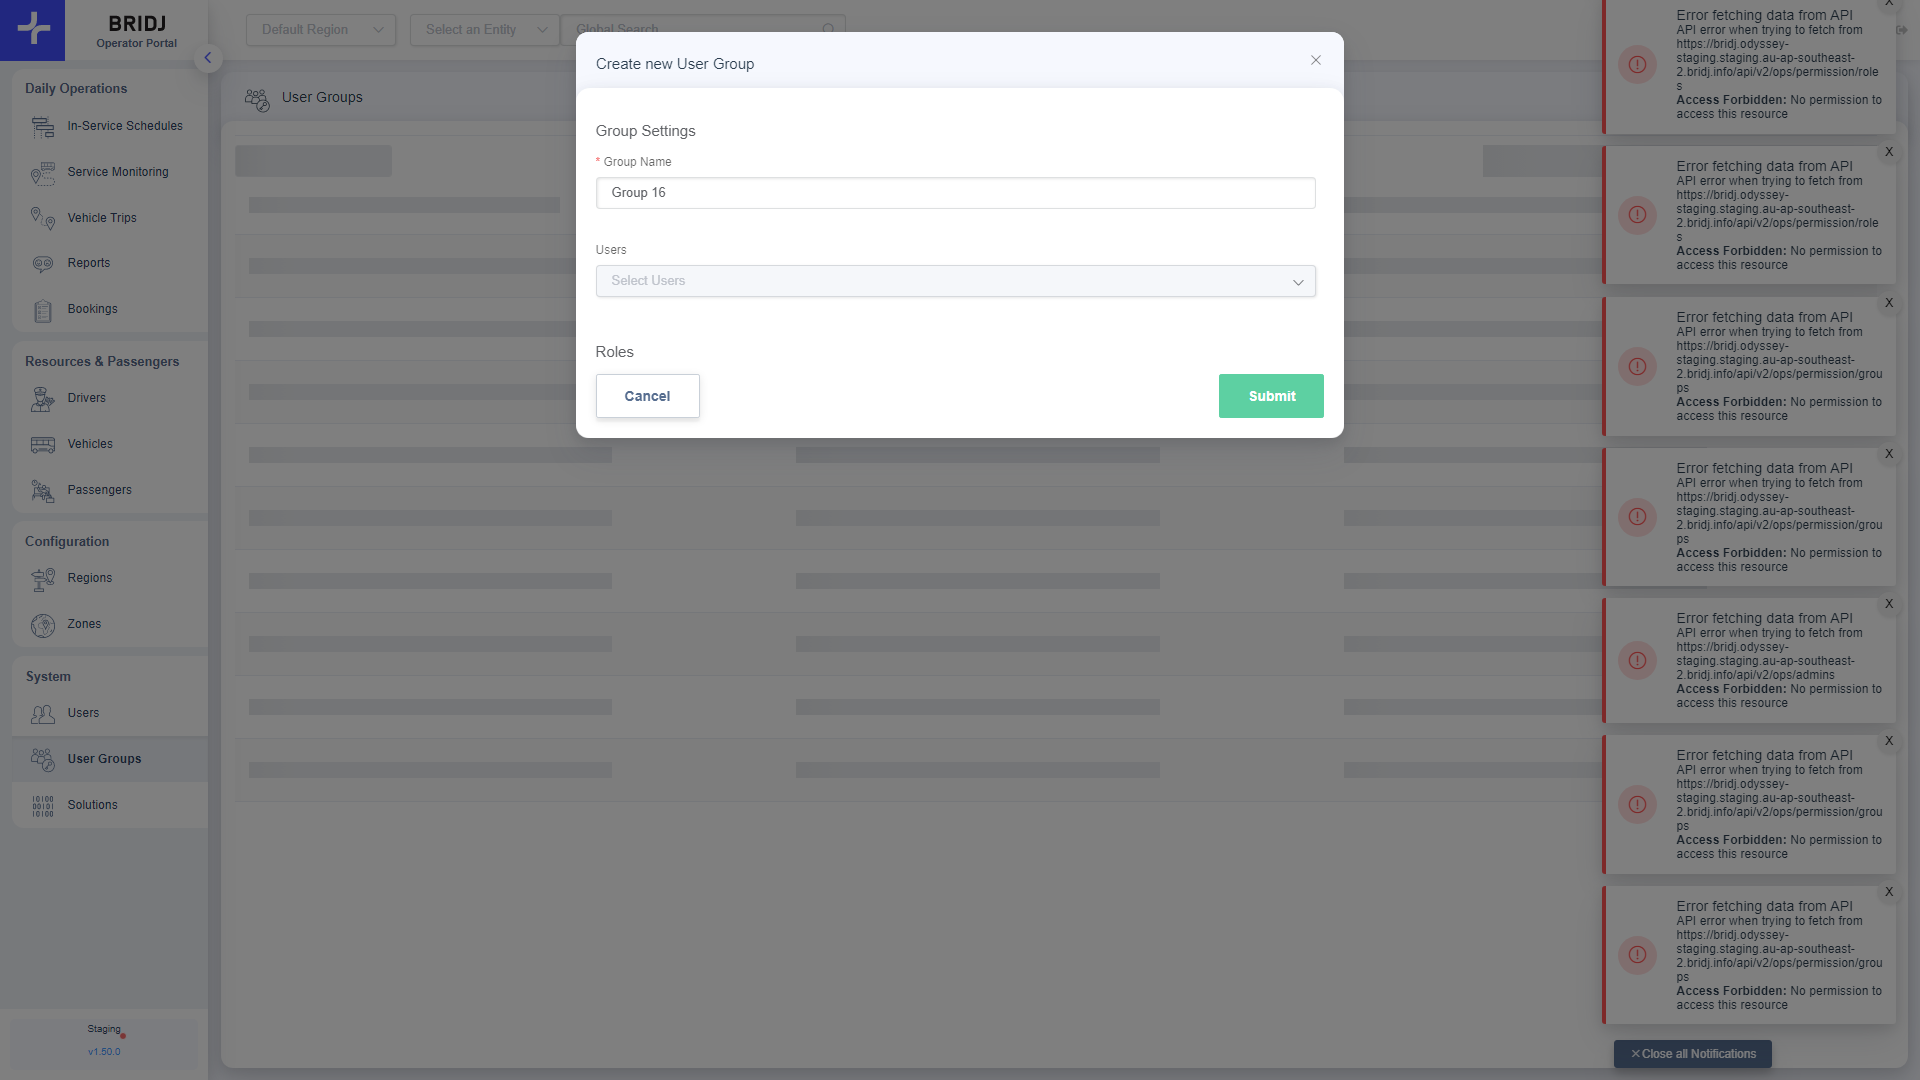 BRIDJ
Operator Portal
Default Region
Select an Entity
Global Search
Daily Operations
In-Service Schedules
Service Monitoring
Vehicle Trips
Reports
Bookings
Resources & Passengers
Drivers
Vehicles
Passengers
Configuration
Regions
Zones
System
Users
User Groups
Solutions
Staging
v1.50.0
User Groups
Create new User Group
Group Settings
* Group Name
Group 16
Users
Select Users
Roles
Cancel
Submit
X
Error fetching data from API
API error when trying to fetch from
https://bridj.odyssey-
staging.staging.au-ap-southeast-
2.bridj.info/api/v2/ops/permission/role
s
Access Forbidden: No permission to
access this resource
X
Error fetching data from API
API error when trying to fetch from
https://bridj.odyssey-
staging.staging.au-ap-southeast-
2.bridj.info/api/v2/ops/permission/role
s
Access Forbidden: No permission to
access this resource
X
Error fetching data from API
API error when trying to fetch from
https://bridj.odyssey-
staging.staging.au-ap-southeast-
2.bridj.info/api/v2/ops/permission/grou
ps
Access Forbidden: No permission to
access this resource
X
Error fetching data from API
API error when trying to fetch from
https://bridj.odyssey-
staging.staging.au-ap-southeast-
2.bridj.info/api/v2/ops/permission/grou
ps
Access Forbidden: No permission to
access this resource
X
Error fetching data from API
API error when trying to fetch from
https://bridj.odyssey-
staging.staging.au-ap-southeast-
2.bridj.info/api/v2/ops/admins
Access Forbidden: No permission to
access this resource
X
Error fetching data from API
API error when trying to fetch from
https://bridj.odyssey-
staging.staging.au-ap-southeast-
2.bridj.info/api/v2/ops/permission/grou
ps
Access Forbidden: No permission to
access this resource
X
Error fetching data from API
API error when trying to fetch from
https://bridj.odyssey-
staging.staging.au-ap-southeast-
2.bridj.info/api/v2/ops/permission/grou
ps
Access Forbidden: No permission to
access this resource
Close all Notifications